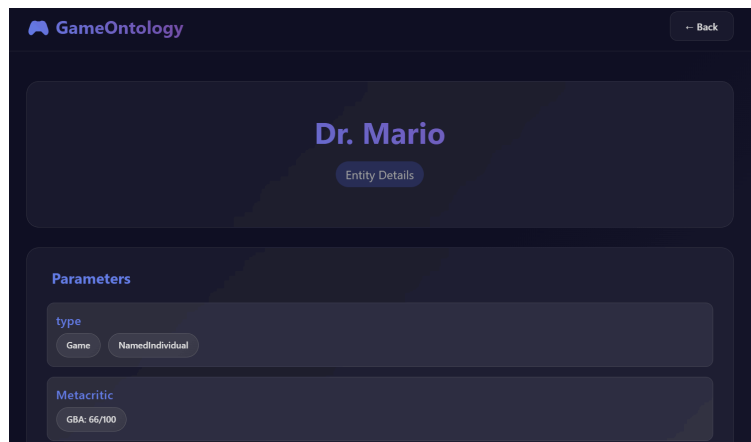 GameOntology
← Back
Dr. Mario
Entity Details
Parameters
type
Game NamedIndividual
Metacritic
GBA: 66/100